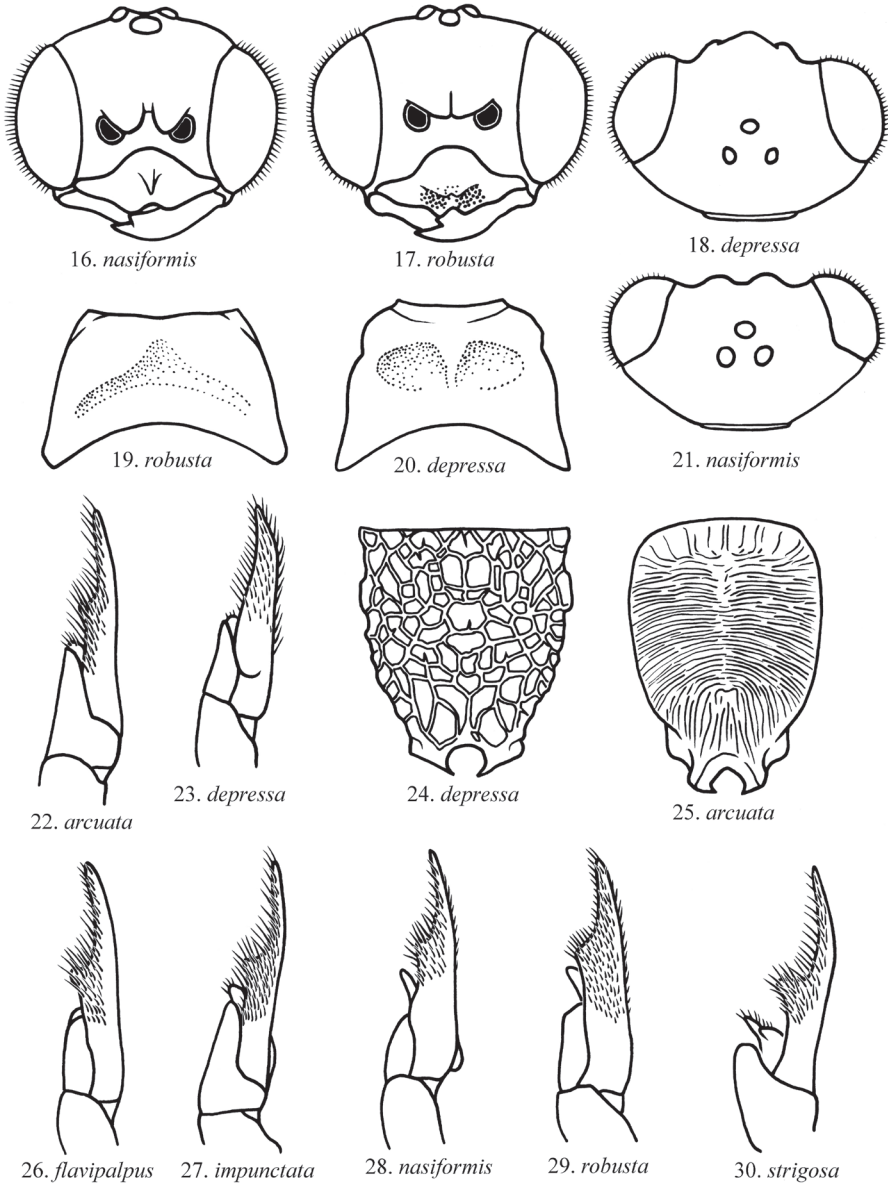 16. nasiformis
17. robusta
18. depressa
19. robusta
20. depressa
21. nasiformis
22. arcuata
23. depressa
24. depressa
25. arcuata
26. flavipalpus
27. impunctata
28. nasiformis
29. robusta
30. strigosa